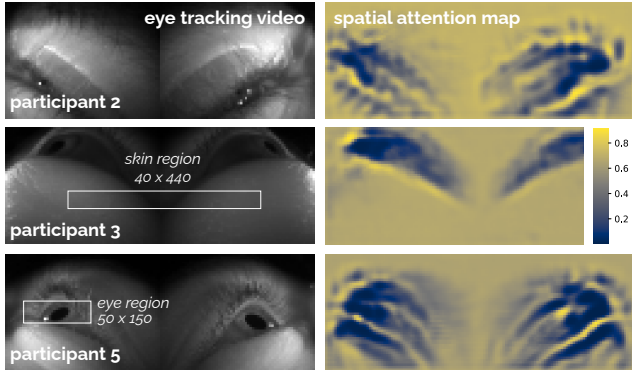 eye tracking video
spatial attention map
participant 2
skin region
40 x 440
participant 3
0.8
0.6
0.4
0.2
eye region
50 x 150
participant 5